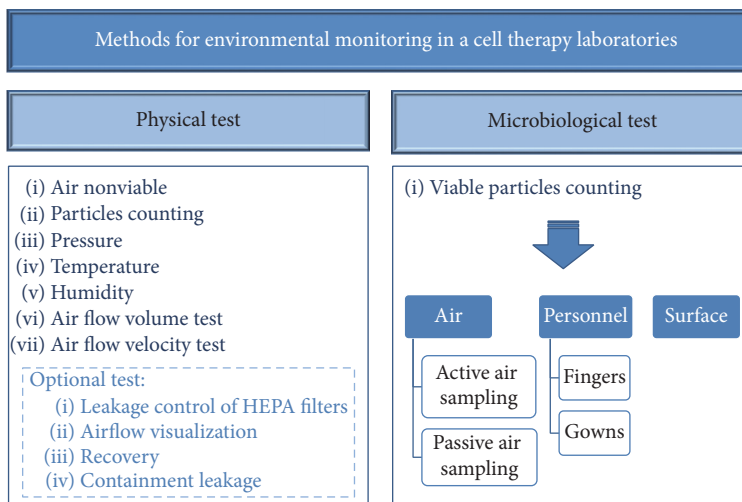 Methods for environmental monitoring in a cell therapy laboratories
Physical test
(i) Air nonviable
(ii) Particles counting
(iii) Pressure
(iv) Temperature
(v) Humidity
(vi) Air flow volume test
(vii) Air flow velocity test
Optional test:
(i) Leakage control of HEPA filters
(ii) Airflow visualization
(iii) Recovery
(iv) Containment leakage
Microbiological test
(i) Viable particles counting
Air
Active air
sampling
Passive air
sampling
Personnel
Fingers
Gowns
Surface